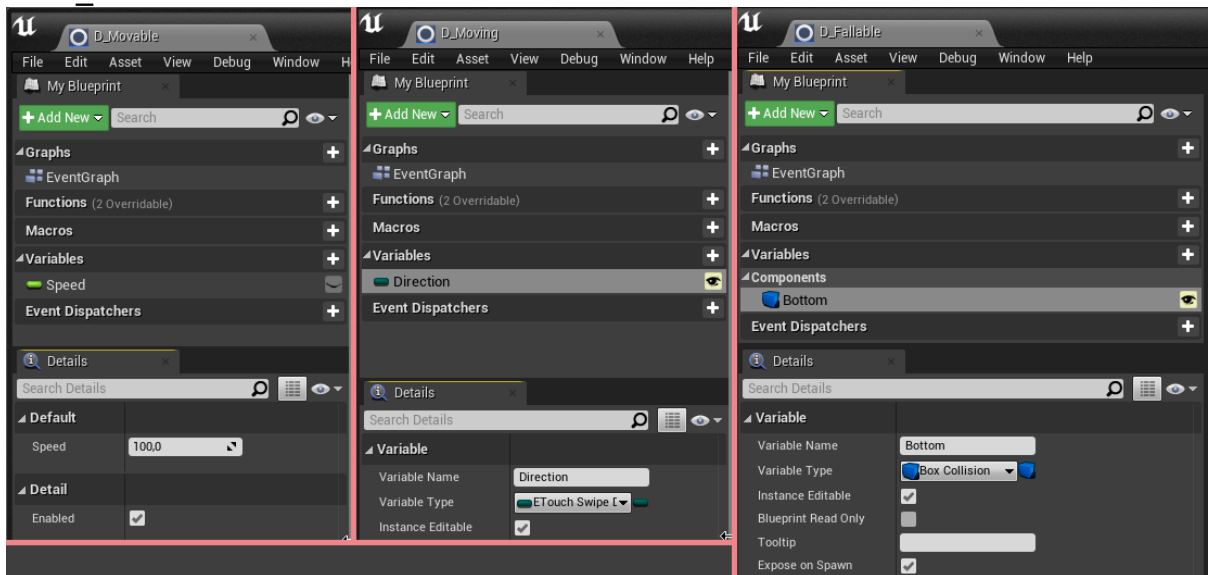 D_Movable
File Edit Asset View Debug Window
My Blueprint
Add New Search
Graphs
EventGraph
Functions (2 Overridable)
Macros
Variables
Speed
Event Dispatchers
Details
Search Details
Default
Speed 100,0
Detail
Enabled
D_Moving
File Edit Asset View Debug Window Help
My Blueprint
Add New Search
Graphs
EventGraph
Functions (2 Overridable)
Macros
Variables
Direction
Event Dispatchers
Details
Search Details
Variable
Variable Name Direction
Variable Type ETouch Swipe
Instance Editable
D_Fallable
File Edit Asset View Debug Window Help
My Blueprint
Add New Search
Graphs
EventGraph
Functions (2 Overridable)
Macros
Variables
Components
Bottom
Event Dispatchers
Details
Search Details
Variable
Variable Name Bottom
Variable Type Box Collision
Instance Editable
Blueprint Read Only
Tooltip
Expose on Spawn